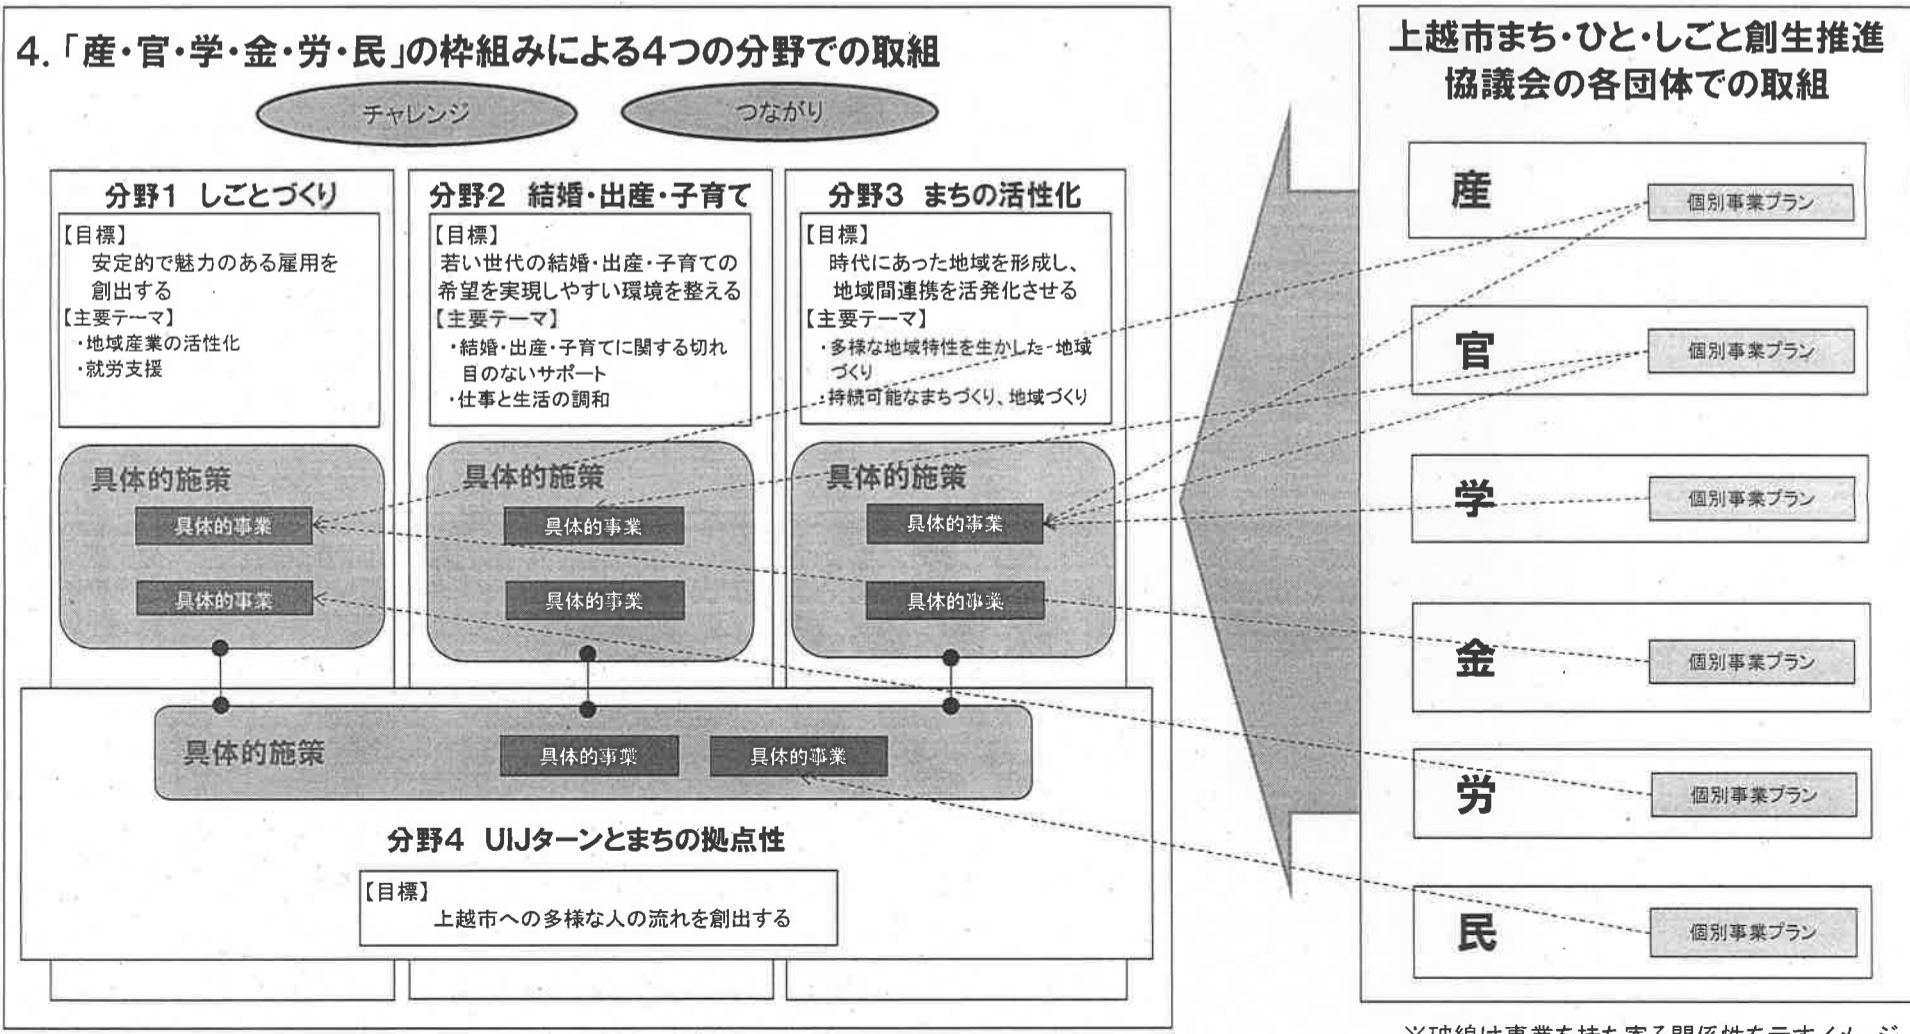 4.「産・官・学・金・労・民」の枠組みによる4つの分野での取組
チャレンジ
つながり
分野1 しごとづくり
【目標】
安定的で魅力のある雇用を
創出する
【主要テーマ】
・地域産業の活性化
・就労支援
具体的施策
具体的事業
具体的事業
分野2 結婚・出産・子育て
【目標】
若い世代の結婚・出産・子育ての
希望を実現しやすい環境を整える
【主要テーマ】
・結婚・出産・子育てに関する切れ
目のないサポート
・仕事と生活の調和
具体的施策
具体的事業
具体的事業
分野3 まちの活性化
【目標】
時代にあった地域を形成し、
地域間連携を活発化させる
【主要テーマ】
・多様な地域特性を生かした 地域
づくり
・持続可能なまちづくり、地域づくり
具体的施策
具体的事業
具体的事業
具体的施策
具体的事業
具体的事業
分野4 UIJターンとまちの拠点性
【目標】
上越市への多様な人の流れを創出する
上越市まち・ひと・しごと創生推進
協議会の各団体での取組
産
個別事業プラン
官
個別事業プラン
学
個別事業プラン
金
個別事業プラン
労
個別事業プラン
民
個別事業プラン
※破線は事業を持ち寄る関係性を示すイメージ